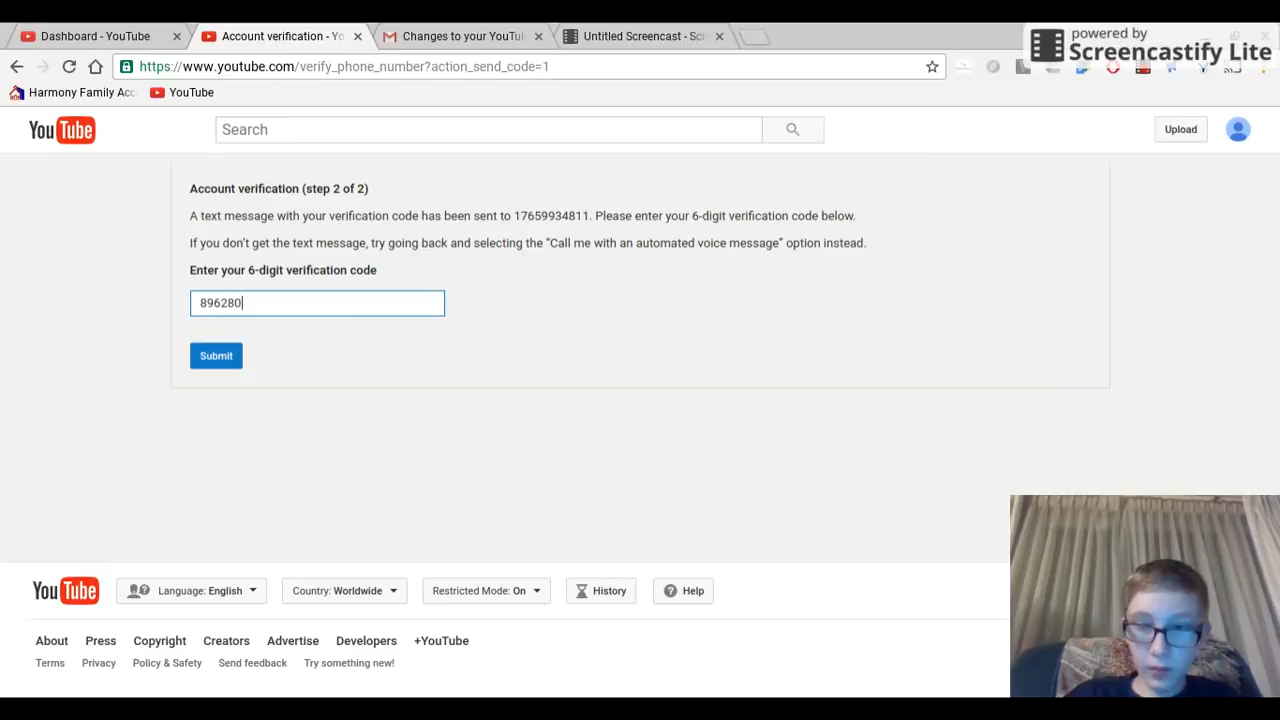 Dashboard - YouTube
Account verification - Yo
Changes to your YouTu
Untitled Screencast - Scr
powered by
Screencastify Lite
https://www.youtube.com/verify_phone_number?action_send_code=1
Harmony Family Acc
YouTube
YouTube
Search
Upload
Account verification (step 2 of 2)
A text message with your verification code has been sent to 17659934811. Please enter your 6-digit verification code below.
If you don't get the text message, try going back and selecting the “Call me with an automated voice message” option instead.
Enter your 6-digit verification code
896280
Submit
YouTube
Language: English
Country: Worldwide
Restricted Mode: On
History
Help
About Press Copyright Creators Advertise Developers +YouTube
Terms Privacy Policy & Safety Send feedback Try something new!